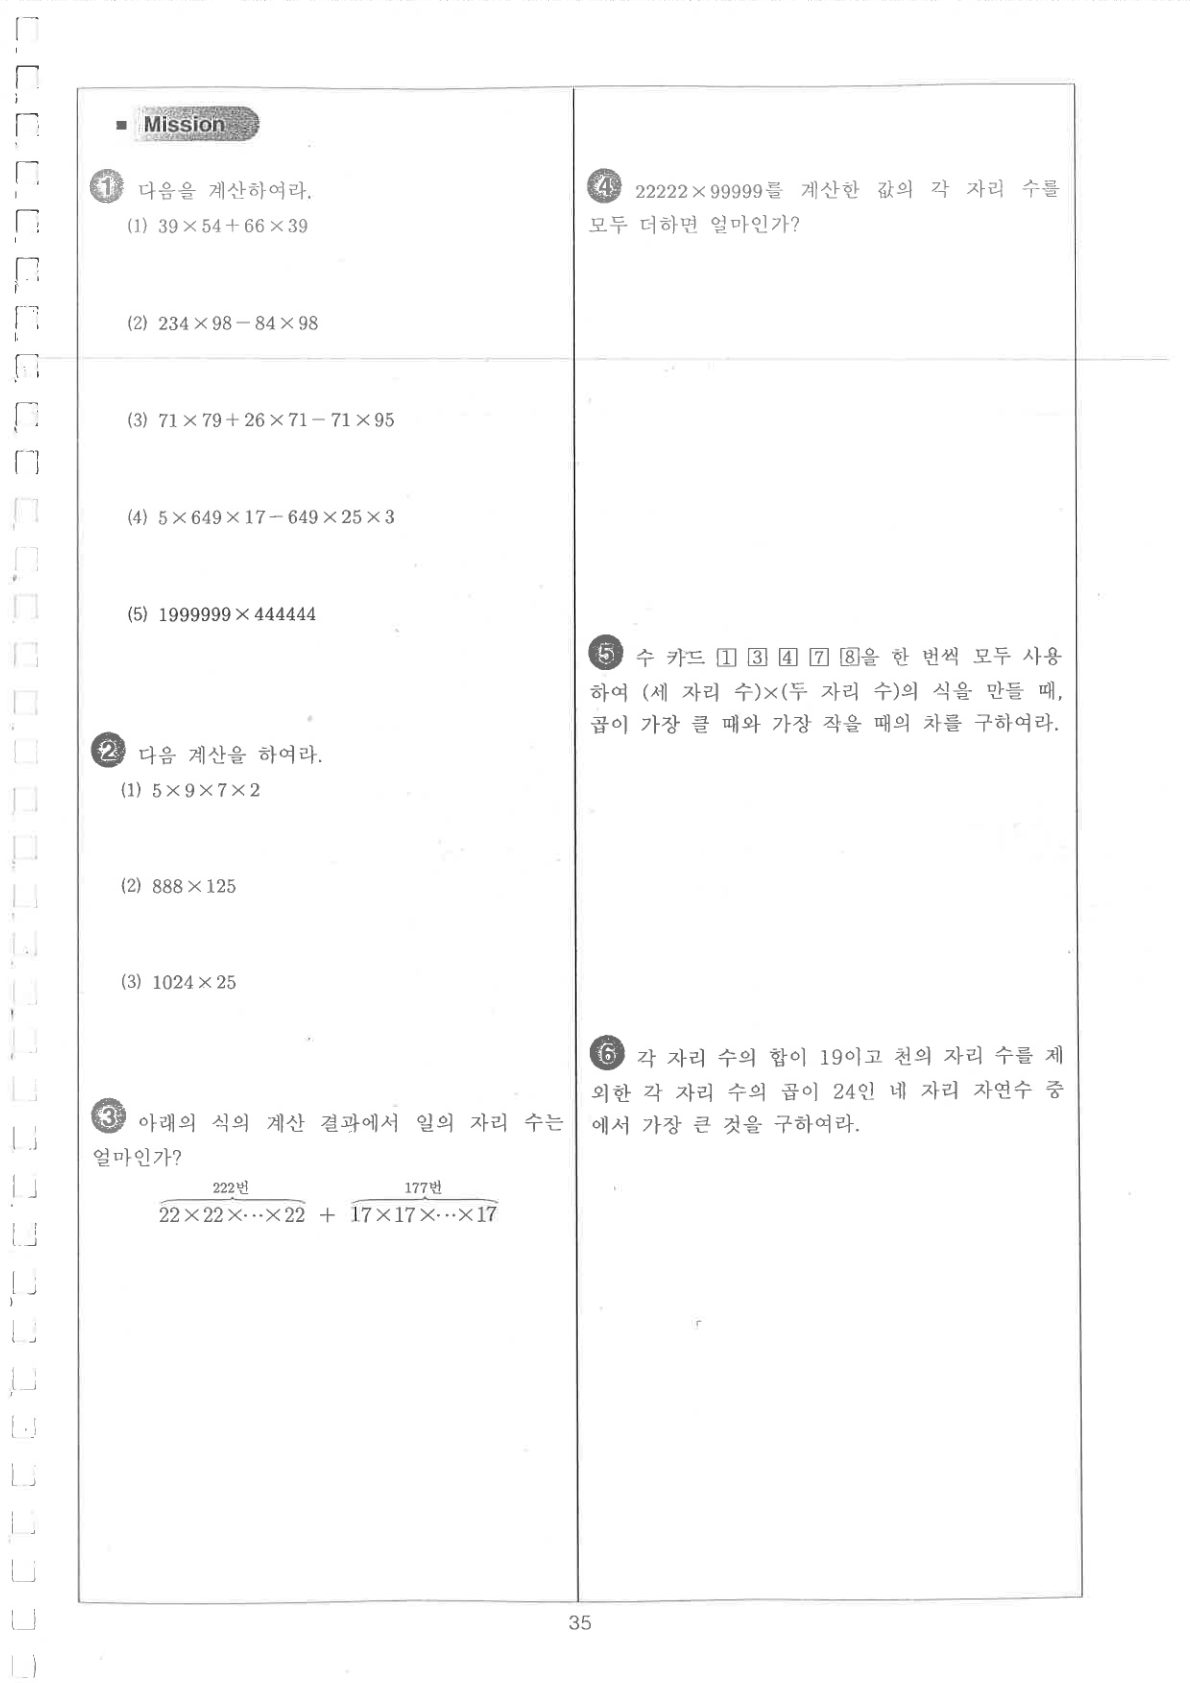 Mission
1 다음을 계산하여라.
(1) 39×54+66×39
(2) 234×98-84×98
(3) 71×79+26×71-71×95
(4) 5×649×17-649×25×3
(5) 1999999×444444
2 다음 계산을 하여라.
(1) 5×9×7×2
(2) 888×125
(3) 1024×25
3 아래의 식의 계산 결과에서 일의 자리 수는
얼마인가?
222번 177번
22×22×⋯×22 + 17×17×⋯×17
4 22222×99999를 계산한 값의 각 자리 수를
모두 더하면 얼마인가?
5 수 카드 1 3 4 7 8을 한 번씩 모두 사용
하여 (세 자리 수)×(두 자리 수)의 식을 만들 때,
곱이 가장 클 때와 가장 작을 때의 차를 구하여라.
6 각 자리 수의 합이 19이고 천의 자리 수를 제
외한 각 자리 수의 곱이 24인 네 자리 자연수 중
에서 가장 큰 것을 구하여라.
35